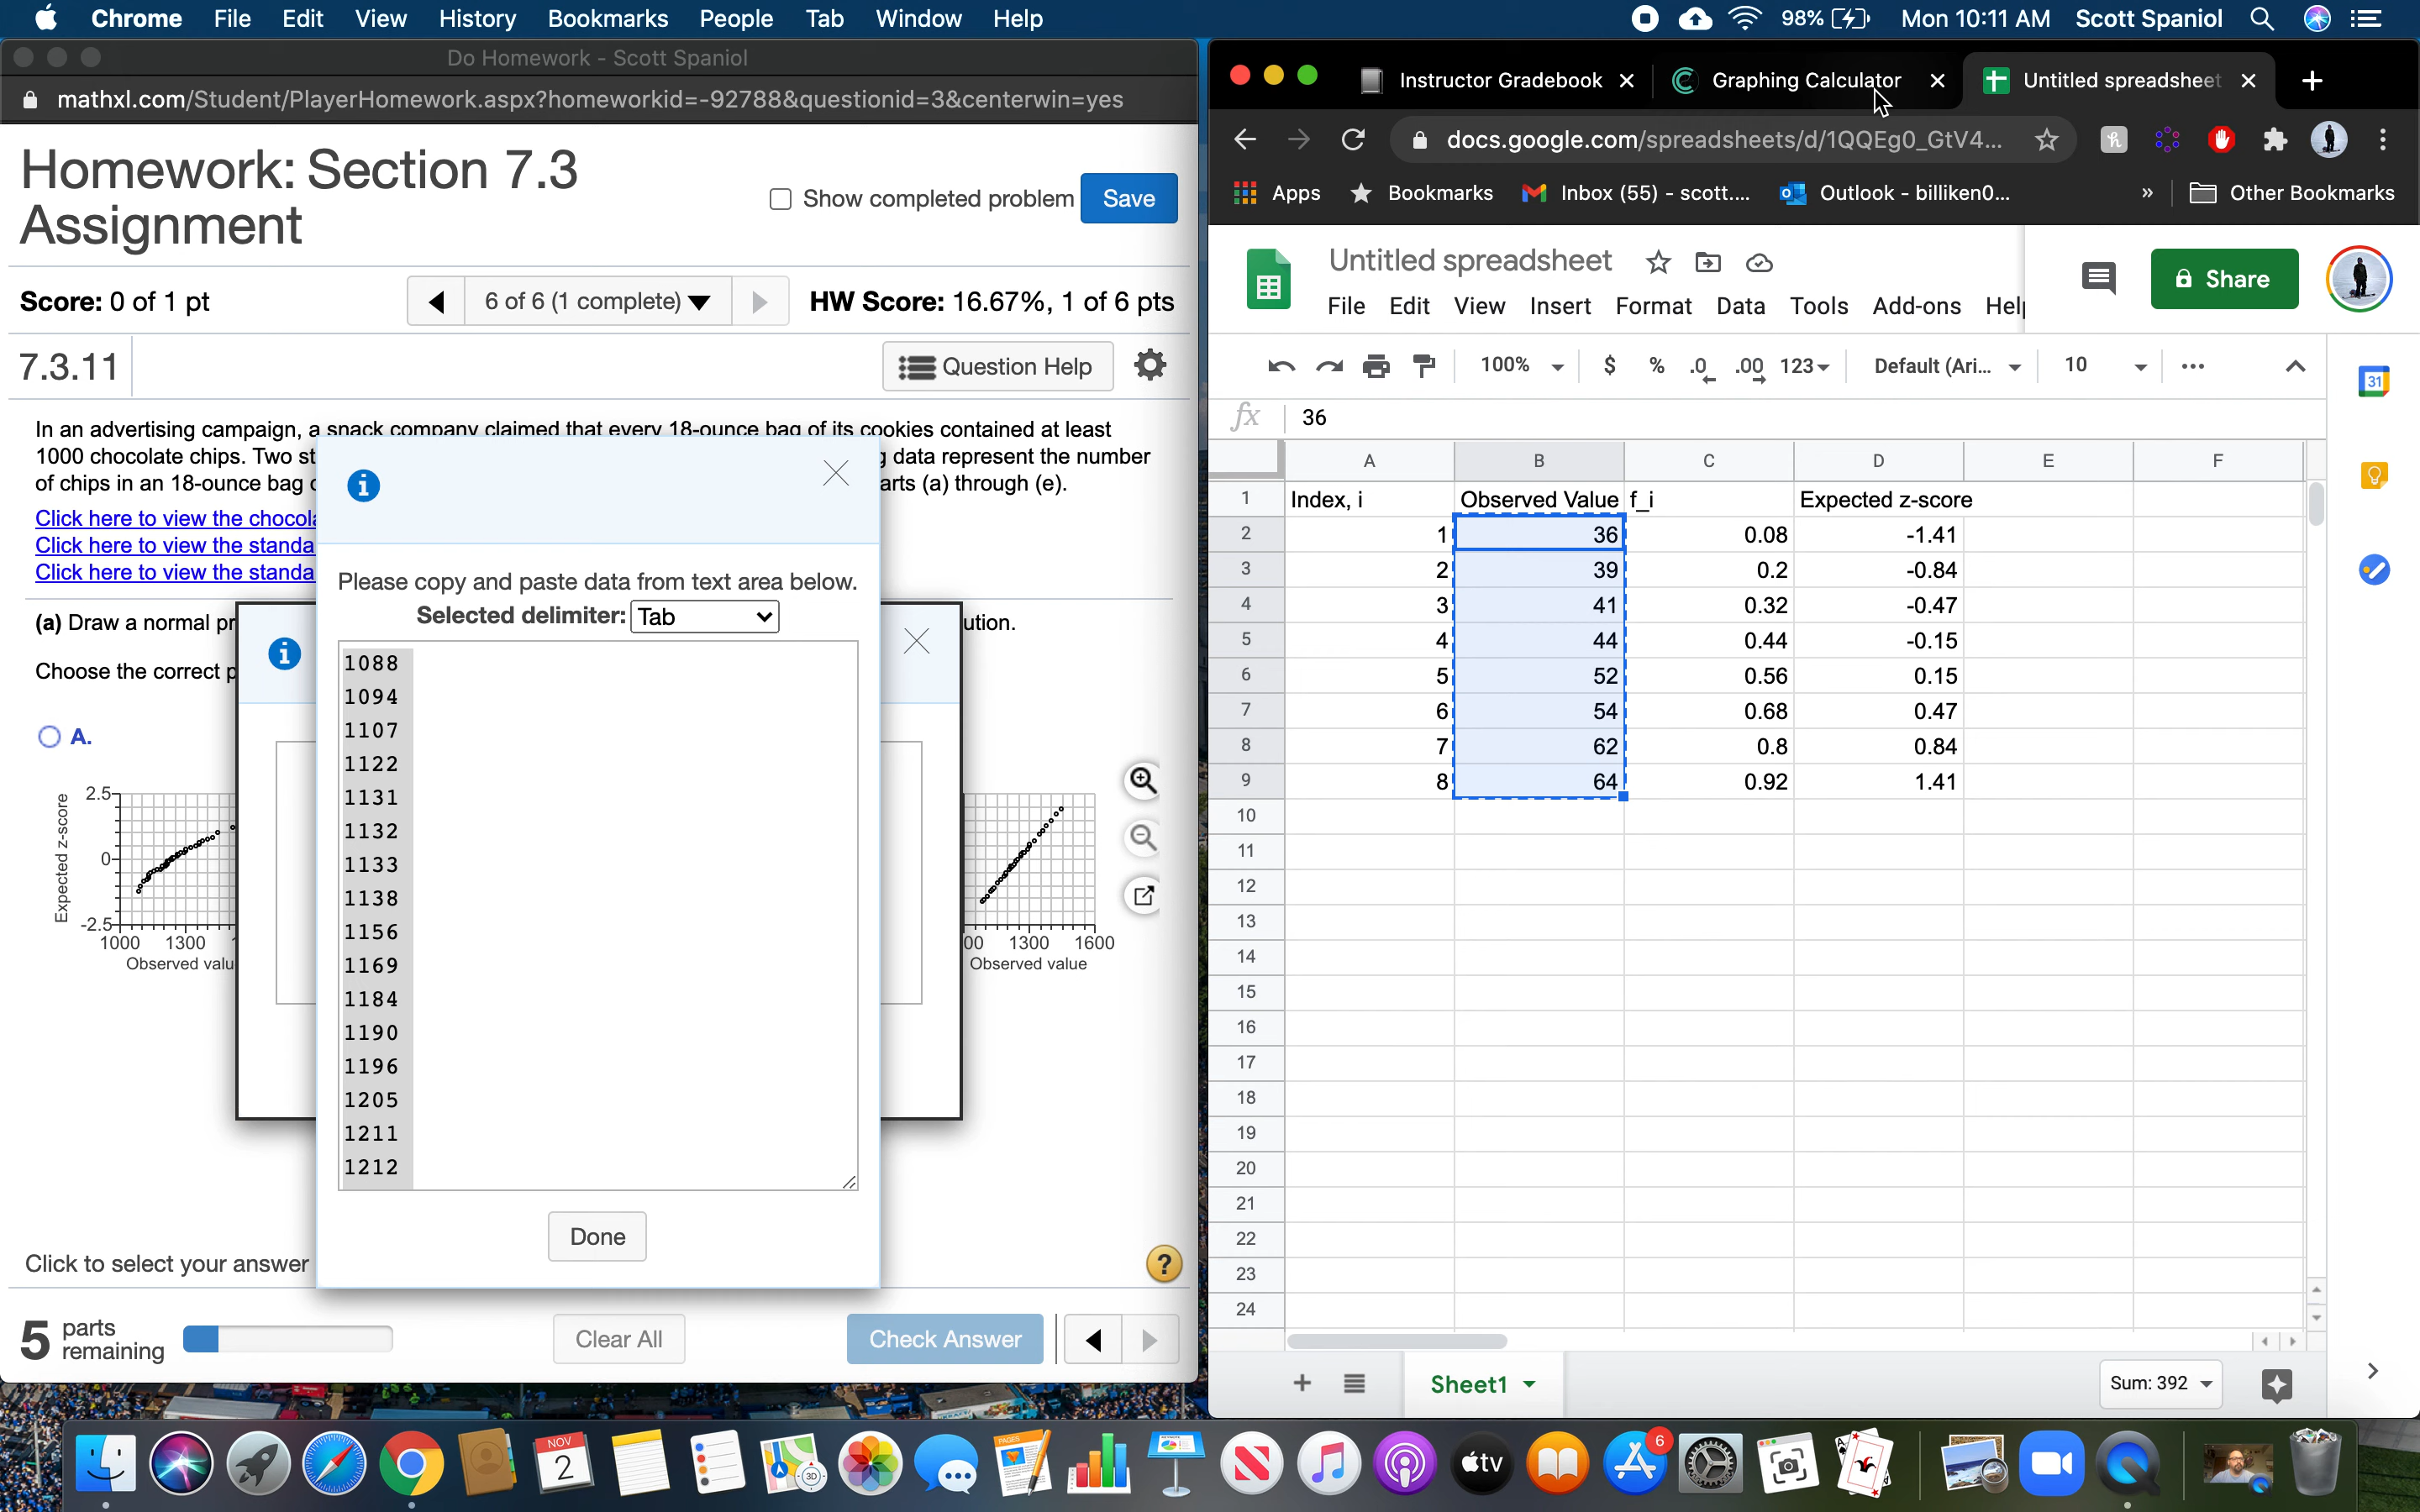 Chrome File Edit View History Bookmarks People Tab Window Help
98% Mon 10:11 AM Scott Spaniol
Do Homework - Scott Spaniol
mathxl.com/Student/PlayerHomework.aspx?homeworkid=-92788&questionid=3&centerwin=yes
Homework: Section 7.3
Assignment
Show completed problem
Save
Score: 0 of 1 pt
6 of 6 (1 complete)
HW Score: 16.67%, 1 of 6 pts
7.3.11
Question Help
In an advertising campaign, a snack company claimed that every 18-ounce bag of its cookies contained at least
1000 chocolate chips. Two st
data represent the number
of chips in an 18-ounce bag
arts (a) through (e).
Click here to view the chocol
Click here to view the standa
Click here to view the standa
(a) Draw a normal pr
ution.
Choose the correct p
A.
Expected z-score
2.5
0
-2.5
1000 1300
Observed valu
00 1300 1600
Observed value
i
i
Please copy and paste data from text area below.
Selected delimiter: Tab
1088
1094
1107
1122
1131
1132
1133
1138
1156
1169
1184
1190
1196
1205
1211
1212
Done
Click to select your answer
?
5 parts remaining
Clear All
Check Answer
Instructor Gradebook
Graphing Calculator
Untitled spreadsheet
docs.google.com/spreadsheets/d/1QQEg0_GtV4...
Apps Bookmarks Inbox (55) - scott.... Outlook - billiken0... » Other Bookmarks
Untitled spreadsheet
File Edit View Insert Format Data Tools Add-ons Help
Share
100% $ % .0 .00 123 Default (Ari... 10
31
fx 36
A B C D E F
1 Index, i Observed Value f_i Expected z-score
2 1 36 0.08 -1.41
3 2 39 0.2 -0.84
4 3 41 0.32 -0.47
5 4 44 0.44 -0.15
6 5 52 0.56 0.15
7 6 54 0.68 0.47
8 7 62 0.8 0.84
9 8 64 0.92 1.41
10
11
12
13
14
15
16
17
18
19
20
21
22
23
24
Sheet1
Sum: 392
NOV
2
3D
PAGES
tv
6